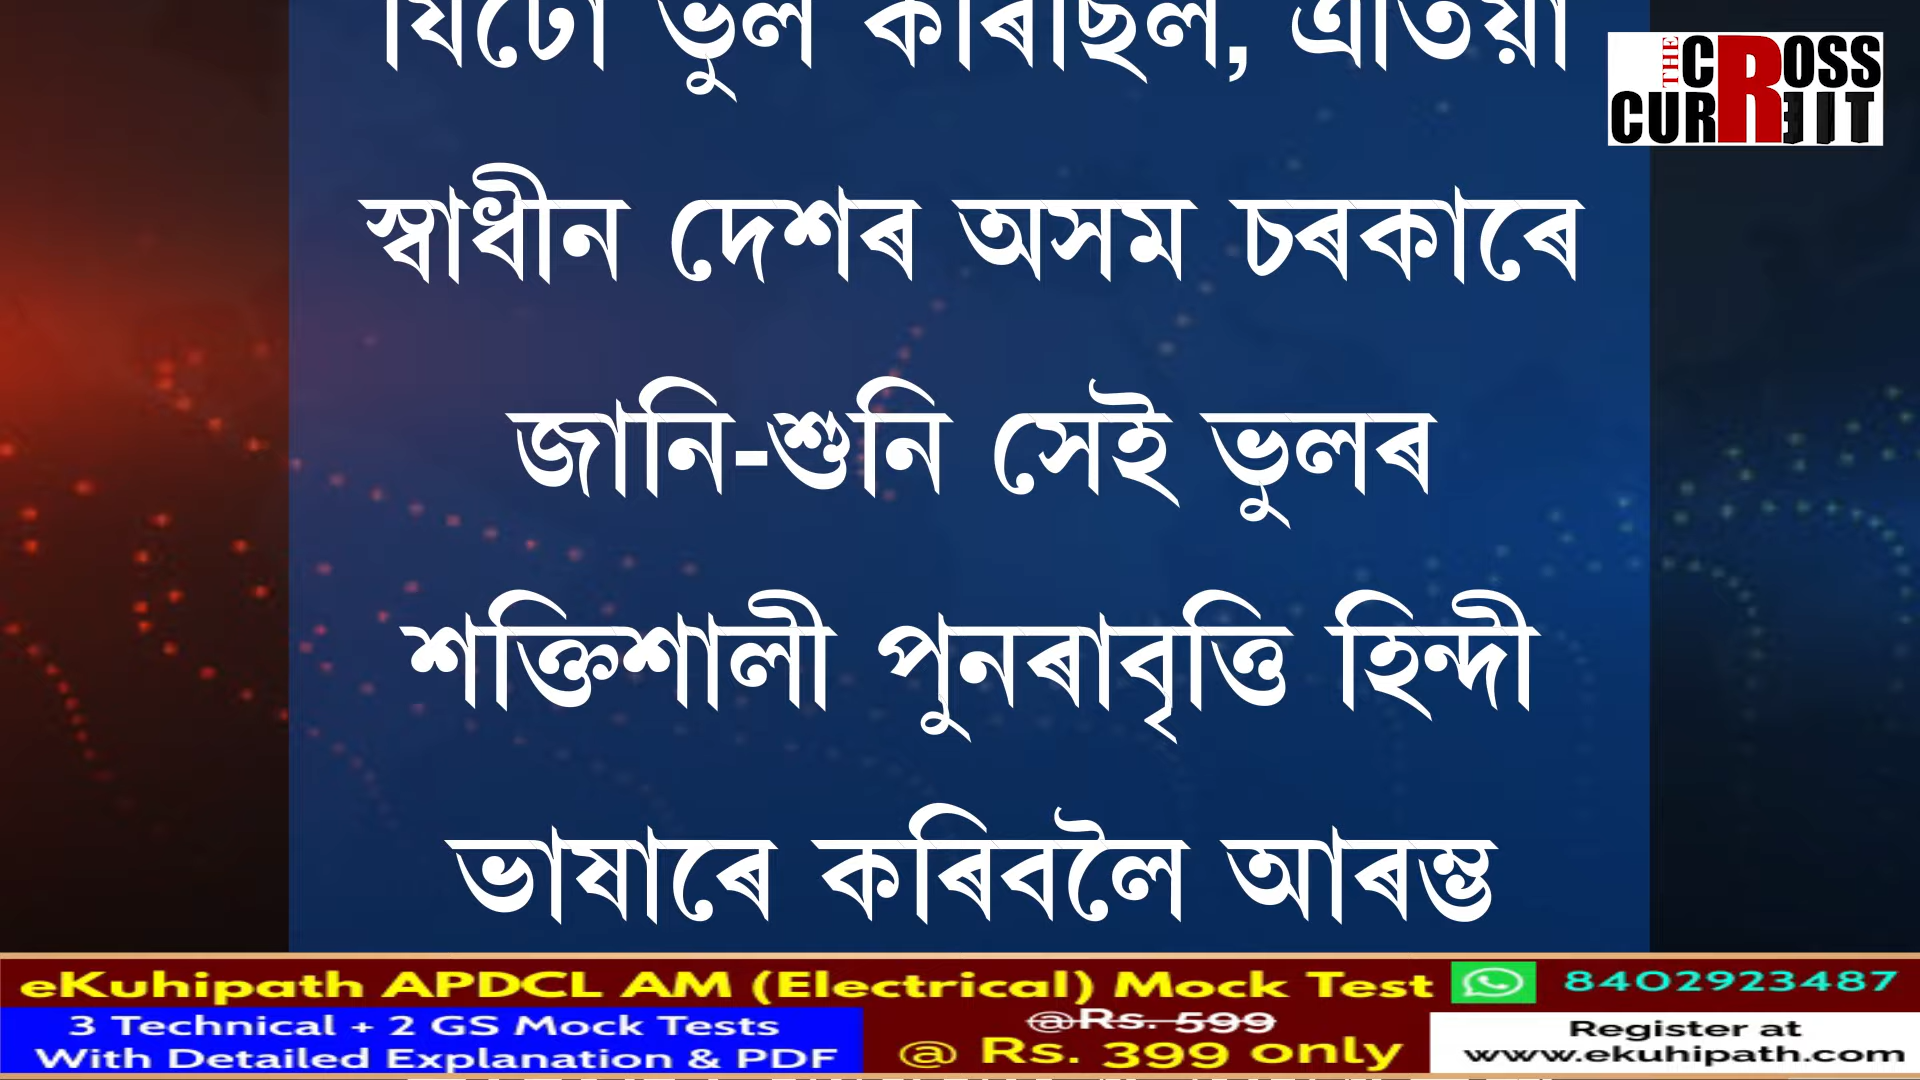 যিটো ভুল কৰিছিল, এতিয়া
THE CROSS
CURRENT
স্বাধীন দেশৰ অসম চৰকাৰে
জানি-শুনি সেই ভুলৰ
শক্তিশালী পুনৰাবৃত্তি হিন্দী
ভাষাৰে কৰিবলৈ আৰম্ভ
eKuhipath APDCL AM (Electrical) Mock Test
8402923487
3 Technical + 2 GS Mock Tests
With Detailed Explanation & PDF
@Rs. 599
@ Rs. 399 only
Register at
www.ekuhipath.com